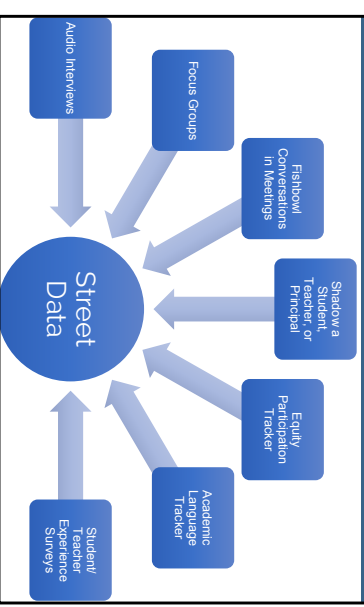 Audio Interviews
Focus Groups
Fishbowl
Conversations
in Meetings
Shadow a
Student,
Teacher, or
Principal
Equity
Participation
Tracker
Academic
Language
Tracker
Student/
Teacher
Experience
Surveys
Street
Data